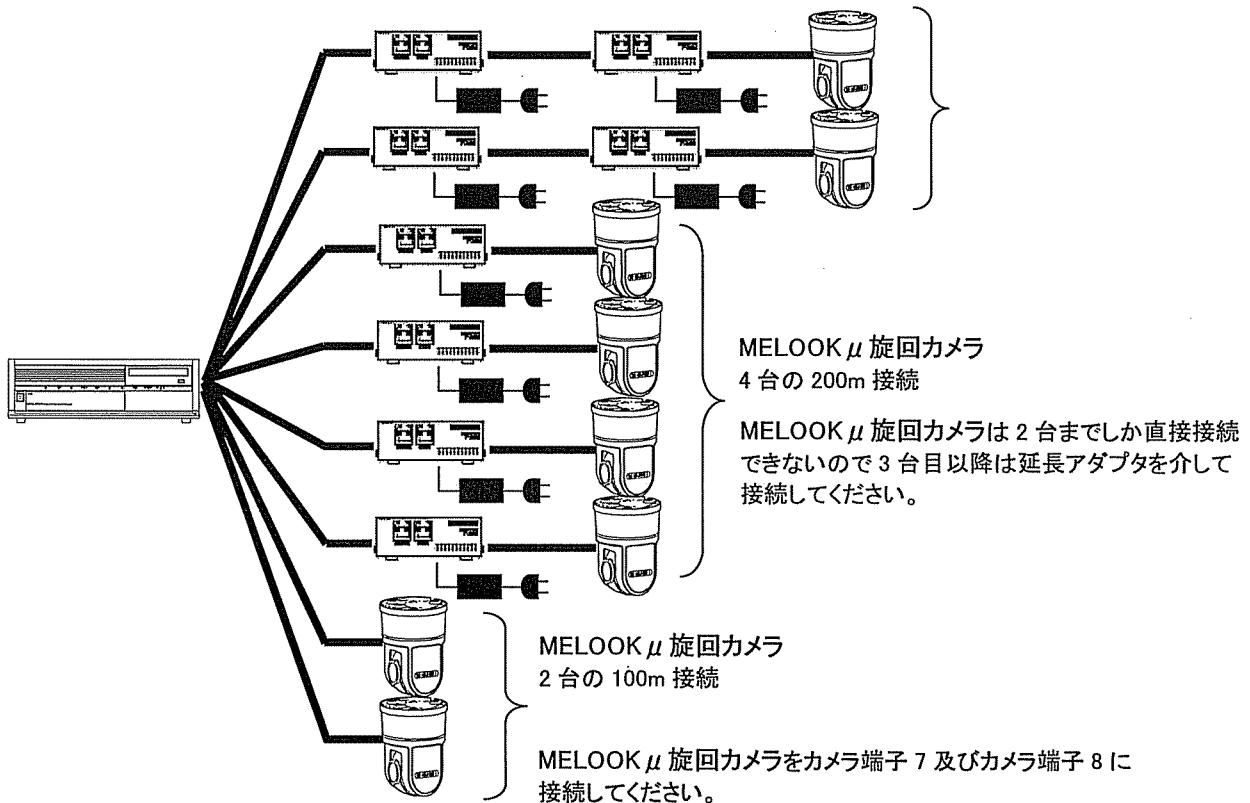 MELOOK μ 旋回カメラ
4 台の 200m 接続
MELOOK μ 旋回カメラは 2 台までしか直接接続
できないので 3 台目以降は延長アダプタを介して
接続してください。
MELOOK μ 旋回カメラ
2 台の 100m 接続
MELOOK μ 旋回カメラをカメラ端子 7 及びカメラ端子 8 に
接続してください。